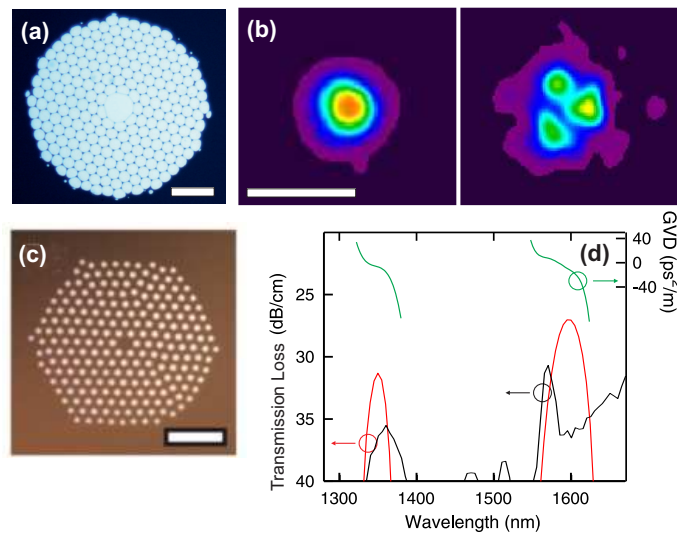 (a)
(b)
(c)
(d)
25
30
35
40
Transmission Loss (dB/cm)
1300
1400
1500
1600
Wavelength (nm)
40
0
-40
GVD (ps²/m)